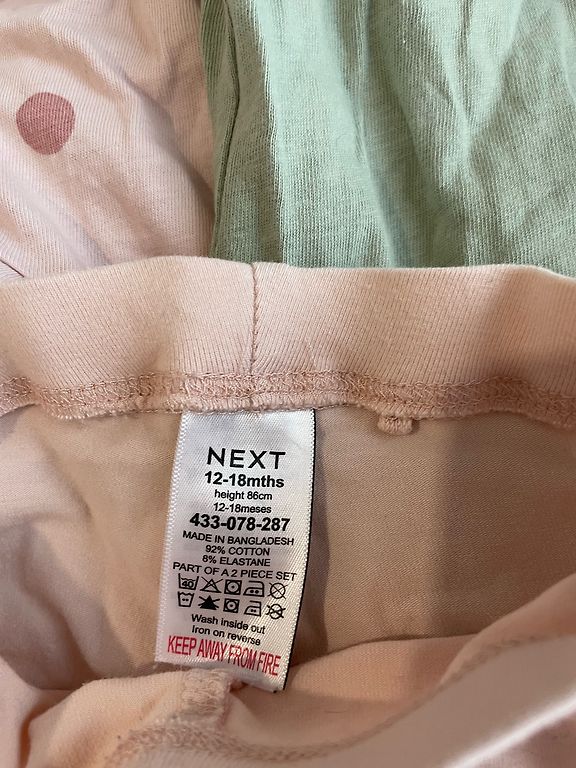 NEXT
12-18mths
height 86cm
12-18meses
433-078-287
MADE IN BANGLADESH
92% COTTON
8% ELASTANE
PART OF A 2 PIECE SET
40
Wash inside out
Iron on reverse
KEEP AWAY FROM FIRE